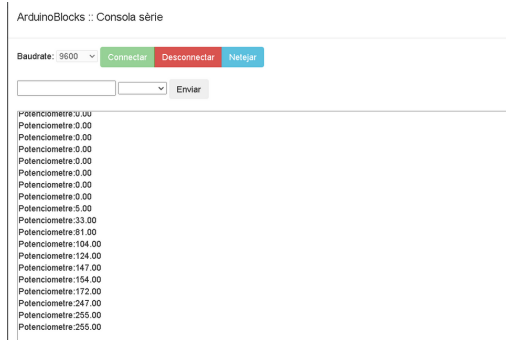 ArduinoBlocks :: Consola sèrie
Baudrate: 9600 Connectar Desconnectar Netejar
Enviar
Potenciometre:0.00
Potenciometre:0.00
Potenciometre:0.00
Potenciometre:0.00
Potenciometre:0.00
Potenciometre:0.00
Potenciometre:0.00
Potenciometre:0.00
Potenciometre:5.00
Potenciometre:33.00
Potenciometre:81.00
Potenciometre:104.00
Potenciometre:124.00
Potenciometre:147.00
Potenciometre:154.00
Potenciometre:172.00
Potenciometre:247.00
Potenciometre:255.00
Potenciometre:255.00